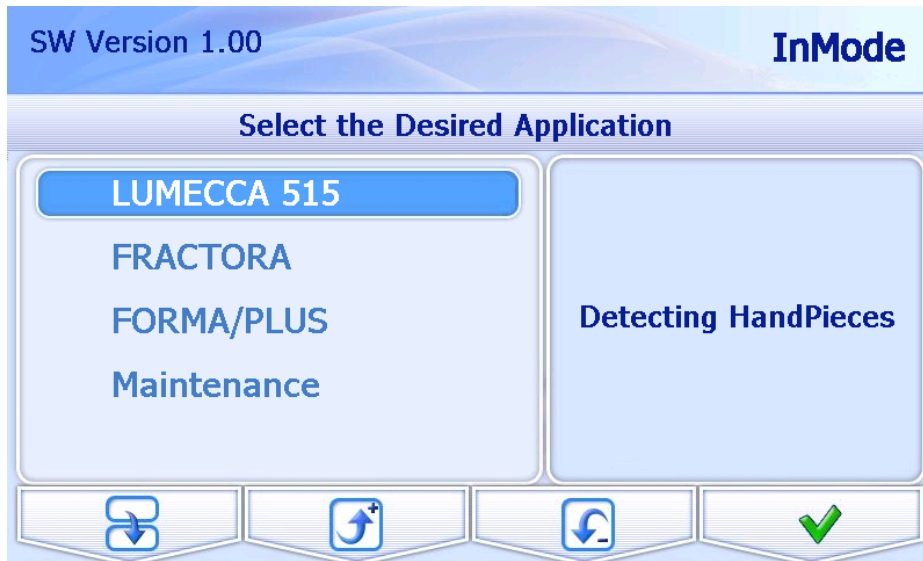 SW Version 1.00
InMode
Select the Desired Application
LUMECCA 515
FRACTORA
FORMA/PLUS
Maintenance
Detecting HandPieces